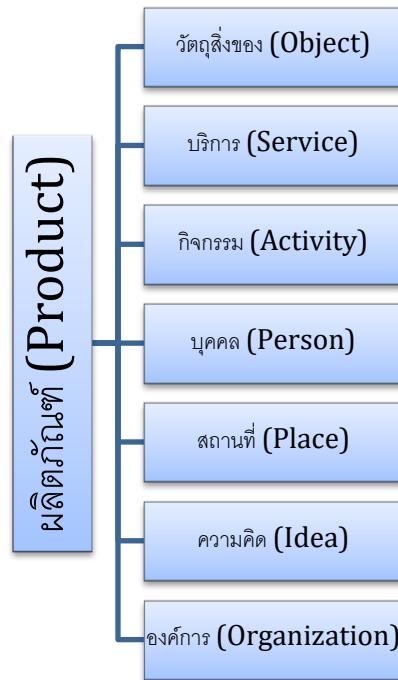 ผลิตภัณฑ์ (Product)
วัตถุสิ่งของ (Object)
บริการ (Service)
กิจกรรม (Activity)
บุคคล (Person)
สถานที่ (Place)
ความคิด (Idea)
องค์การ (Organization)